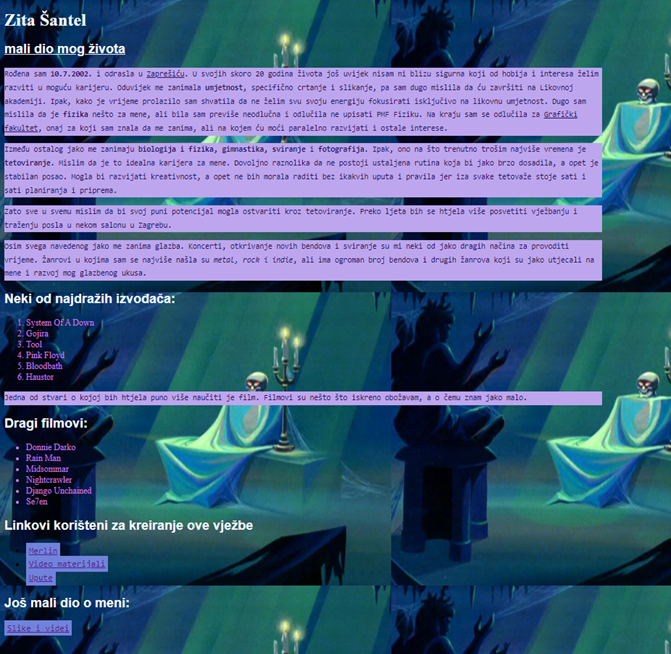 Zita Šantel
mali dio mog života
Rođena sam 10.7.2002. i odrasla u Zaprešiću. U svojih skoro 20 godina života još uvijek nisam ni blizu sigurna koji od hobija i interesa želim
razviti u moguću karijeru. Oduvijek me zanimala umjetnost, specifično crtanje i slikanje, pa sam dugo mislila da ću završiti na Likovnoj
akademiji. Ipak, kako je vrijeme prolazilo sam shvatila da ne želim svu svoju energiju fokusirati isključivo na likovnu umjetnost. Dugo sam
mislila da je fizika nešto za mene, ali bila sam previše neodlučna i odlučila ne upisati PMF Fiziku. Na kraju sam se odlučila za Grafički
fakultet, onaj za koji sam znala da me zanima, ali na kojem ću moći paralelno razvijati i ostale interese.
Između ostalog jako me zanimaju biologija i fizika, gimnastika, sviranje i fotografija. Ipak, ono na što trenutno trošim najviše vremena je
tetoviranje. Mislim da je to idealna karijera za mene. Dovoljno raznolika da ne postoji ustaljena rutina koja bi jako brzo dosadila, a opet je
stabilan posao. Mogla bi razvijati kreativnost, a opet ne bih morala raditi bez ikakvih uputa i pravila jer iza svake tetovaže stoje sati i
sati planiranja i priprema.
Zato sve u svemu mislim da bi svoj puni potencijal mogla ostvariti kroz tetoviranje. Preko ljeta bih se htjela više posvetiti vježbanju i
traženju posla u nekom salonu u Zagrebu.
Osim svega navedenog jako me zanima glazba. Koncerti, otkrivanje novih bendova i sviranje su mi neki od jako dragih načina za provoditi
vrijeme. Žanrovi u kojima sam se najviše našla su metal, rock i indie, ali ima ogroman broj bendova i drugih žanrova koji su jako utjecali na
mene i razvoj mog glazbenog ukusa.
Neki od najdražih izvođača:
1. System Of A Down
2. Gojira
3. Tool
4. Pink Floyd
5. Bloodbath
6. Haustor
Jedna od stvari o kojoj bih htjela puno više naučiti je film. Filmovi su nešto što iskreno obožavam, a o čemu znam jako malo.
Dragi filmovi:
• Donnie Darko
• Rain Man
• Midsommar
• Nightcrawler
• Django Unchained
• Se7en
Linkovi korišteni za kreiranje ove vježbe
• Merlin
• Video materijali
• Upute
Još mali dio o meni:
Slike i videi